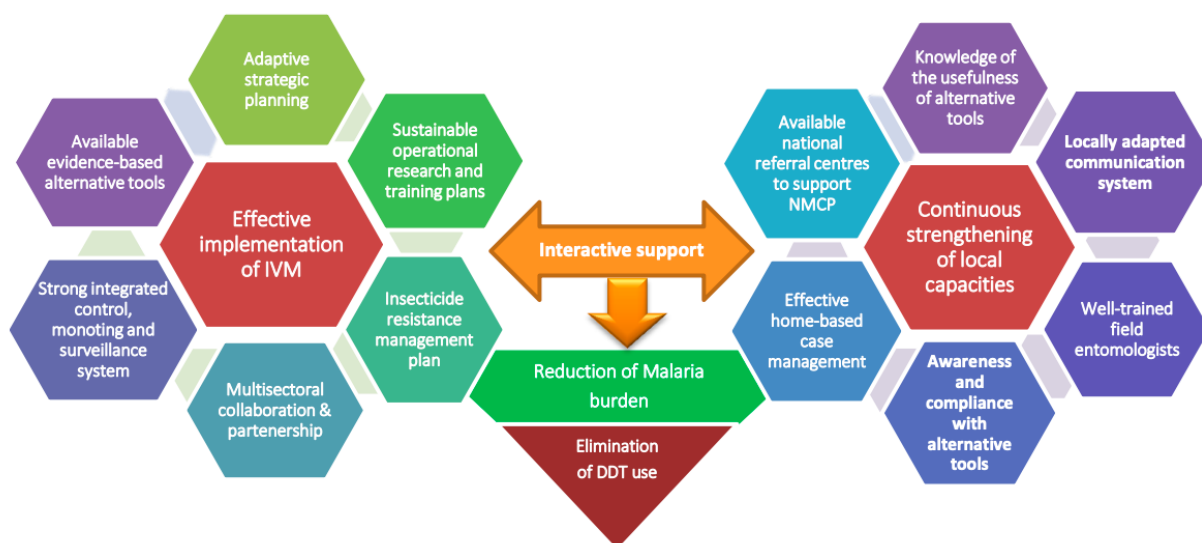 Adaptive
strategic
planning
Available
evidence-based
alternative tools
Sustainable
operational
research and
training plans
Effective
implementation
of IVM
Strong integrated
control,
monoting and
surveillance
system
Insecticide
resistance
management
plan
Multisectoral
collaboration &
partenership
Interactive support
Reduction of Malaria
burden
Elimination
of DDT use
Knowledge of
the usefulness
of alternative
tools
Available
national
referral centres
to support
NMCP
Locally adapted
communication
system
Continuous
strengthening
of local
capacities
Effective
home-based
case
management
Well-trained
field
entomologists
Awareness and
compliance
with
alternative
tools